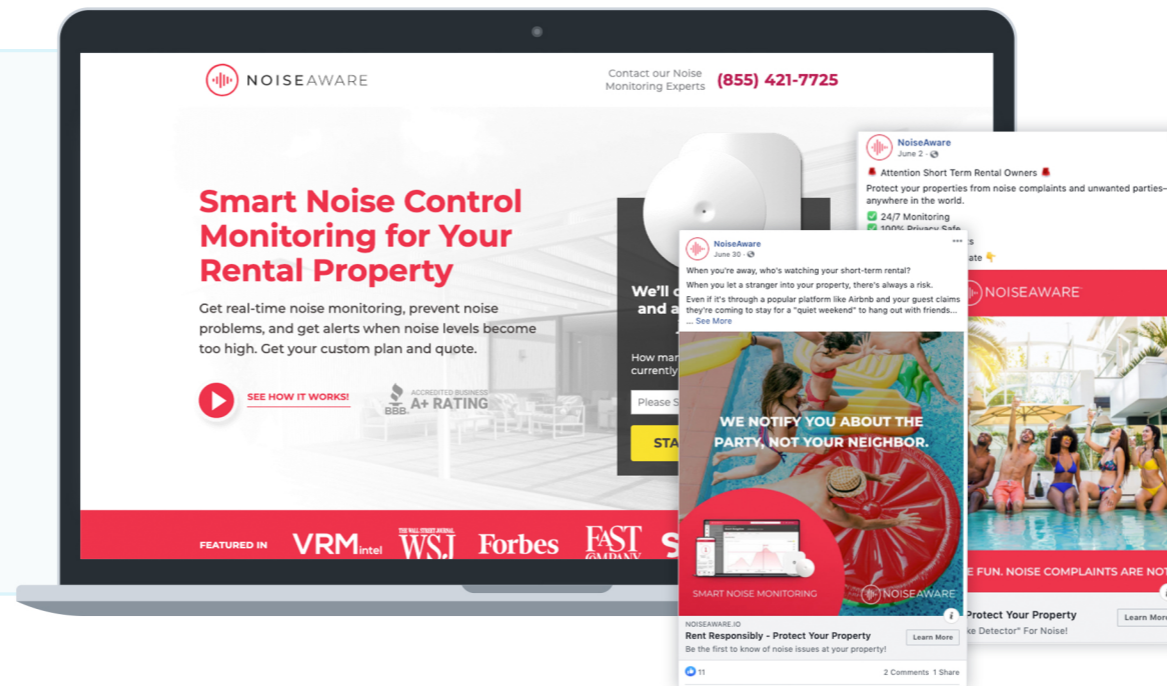 NOISEAWARE
Contact our Noise
Monitoring Experts
(855) 421-7725
Smart Noise Control
Monitoring for Your
Rental Property
Get real-time noise monitoring, prevent noise
problems, and get alerts when noise levels become
too high. Get your custom plan and quote.
SEE HOW IT WORKS!
BBB.
ACCREDITED BUSINESS
A+ RATING
We'll
and a
currently
Please S
STA
FEATURED IN
VRMintel
THE WALL STREET JOURNAL.
WSJ
Forbes
FAST
COMPANY
S
NoiseAware
June 2
Attention Short Term Rental Owners
Protect your properties from noise complaints and unwanted parties—
anywhere in the world.
24/7 Monitoring
100% Privacy Safe
NOISEAWARE
E FUN. NOISE COMPLAINTS ARE NOT
Protect Your Property
Learn More
ke Detector" For Noise!
NoiseAware
June 30
When you're away, who's watching your short-term rental?
When you let a stranger into your property, there's always a risk.
Even if it's through a popular platform like Airbnb and your guest claims
they're coming to stay for a "quiet weekend" to hang out with friends...
... See More
WE NOTIFY YOU ABOUT THE
PARTY, NOT YOUR NEIGHBOR.
SMART NOISE MONITORING
NOISEAWARE
NOISEAWARE.IO
Rent Responsibly - Protect Your Property
Learn More
Be the first to know of noise issues at your property!
11
2 Comments 1 Share